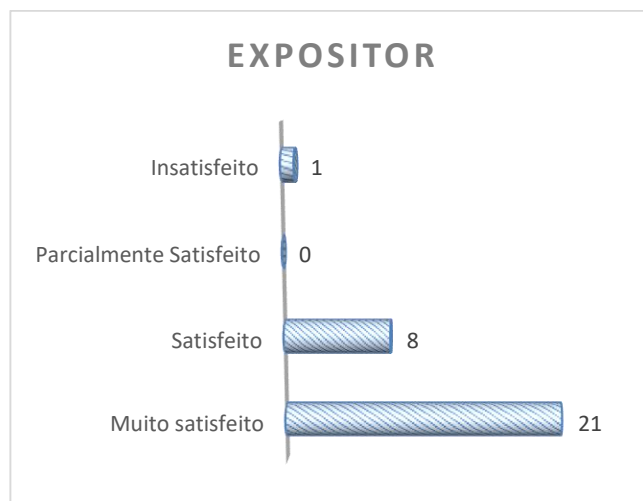 EXPOSITOR
Insatisfeito 1
Parcialmente Satisfeito 0
Satisfeito 8
Muito satisfeito 21